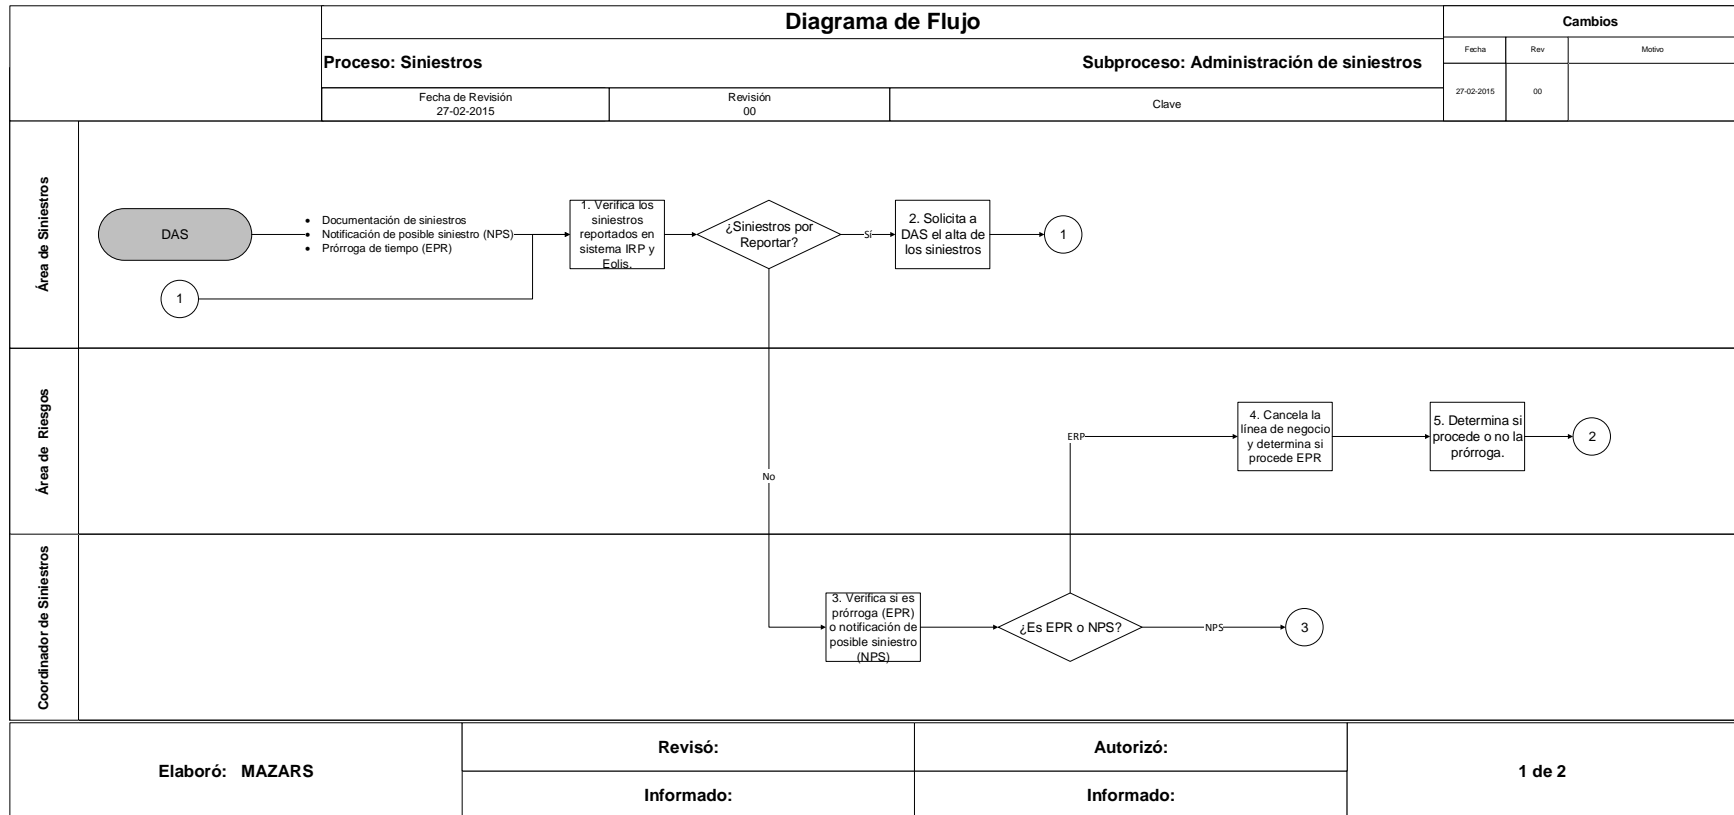 Diagrama de Flujo
Cambios
Proceso: Siniestros
Subproceso: Administración de siniestros
Fecha
Rev
Motivo
Fecha de Revisión
27-02-2015
Revisión
00
Clave
27-02-2015
00
Área de Siniestros
DAS
• Documentación de siniestros
• Notificación de posible siniestro (NPS)
• Prórroga de tiempo (EPR)
1. Verifica los
siniestros
reportados en
sistema IRP y
Eolis.
¿Siniestros por
Reportar?
Sí
2. Solicita a
DAS el alta de
los siniestros
1
1
Área de Riesgos
No
ERP
4. Cancela la
línea de negocio
y determina si
procede EPR
5. Determina si
procede o no la
prórroga.
2
Coordinador de Siniestros
3. Verifica si es
prórroga (EPR)
o notificación de
posible siniestro
(NPS)
¿Es EPR o NPS?
NPS
3
Elaboró: MAZARS
Revisó:
Autorizó:
1 de 2
Informado:
Informado: